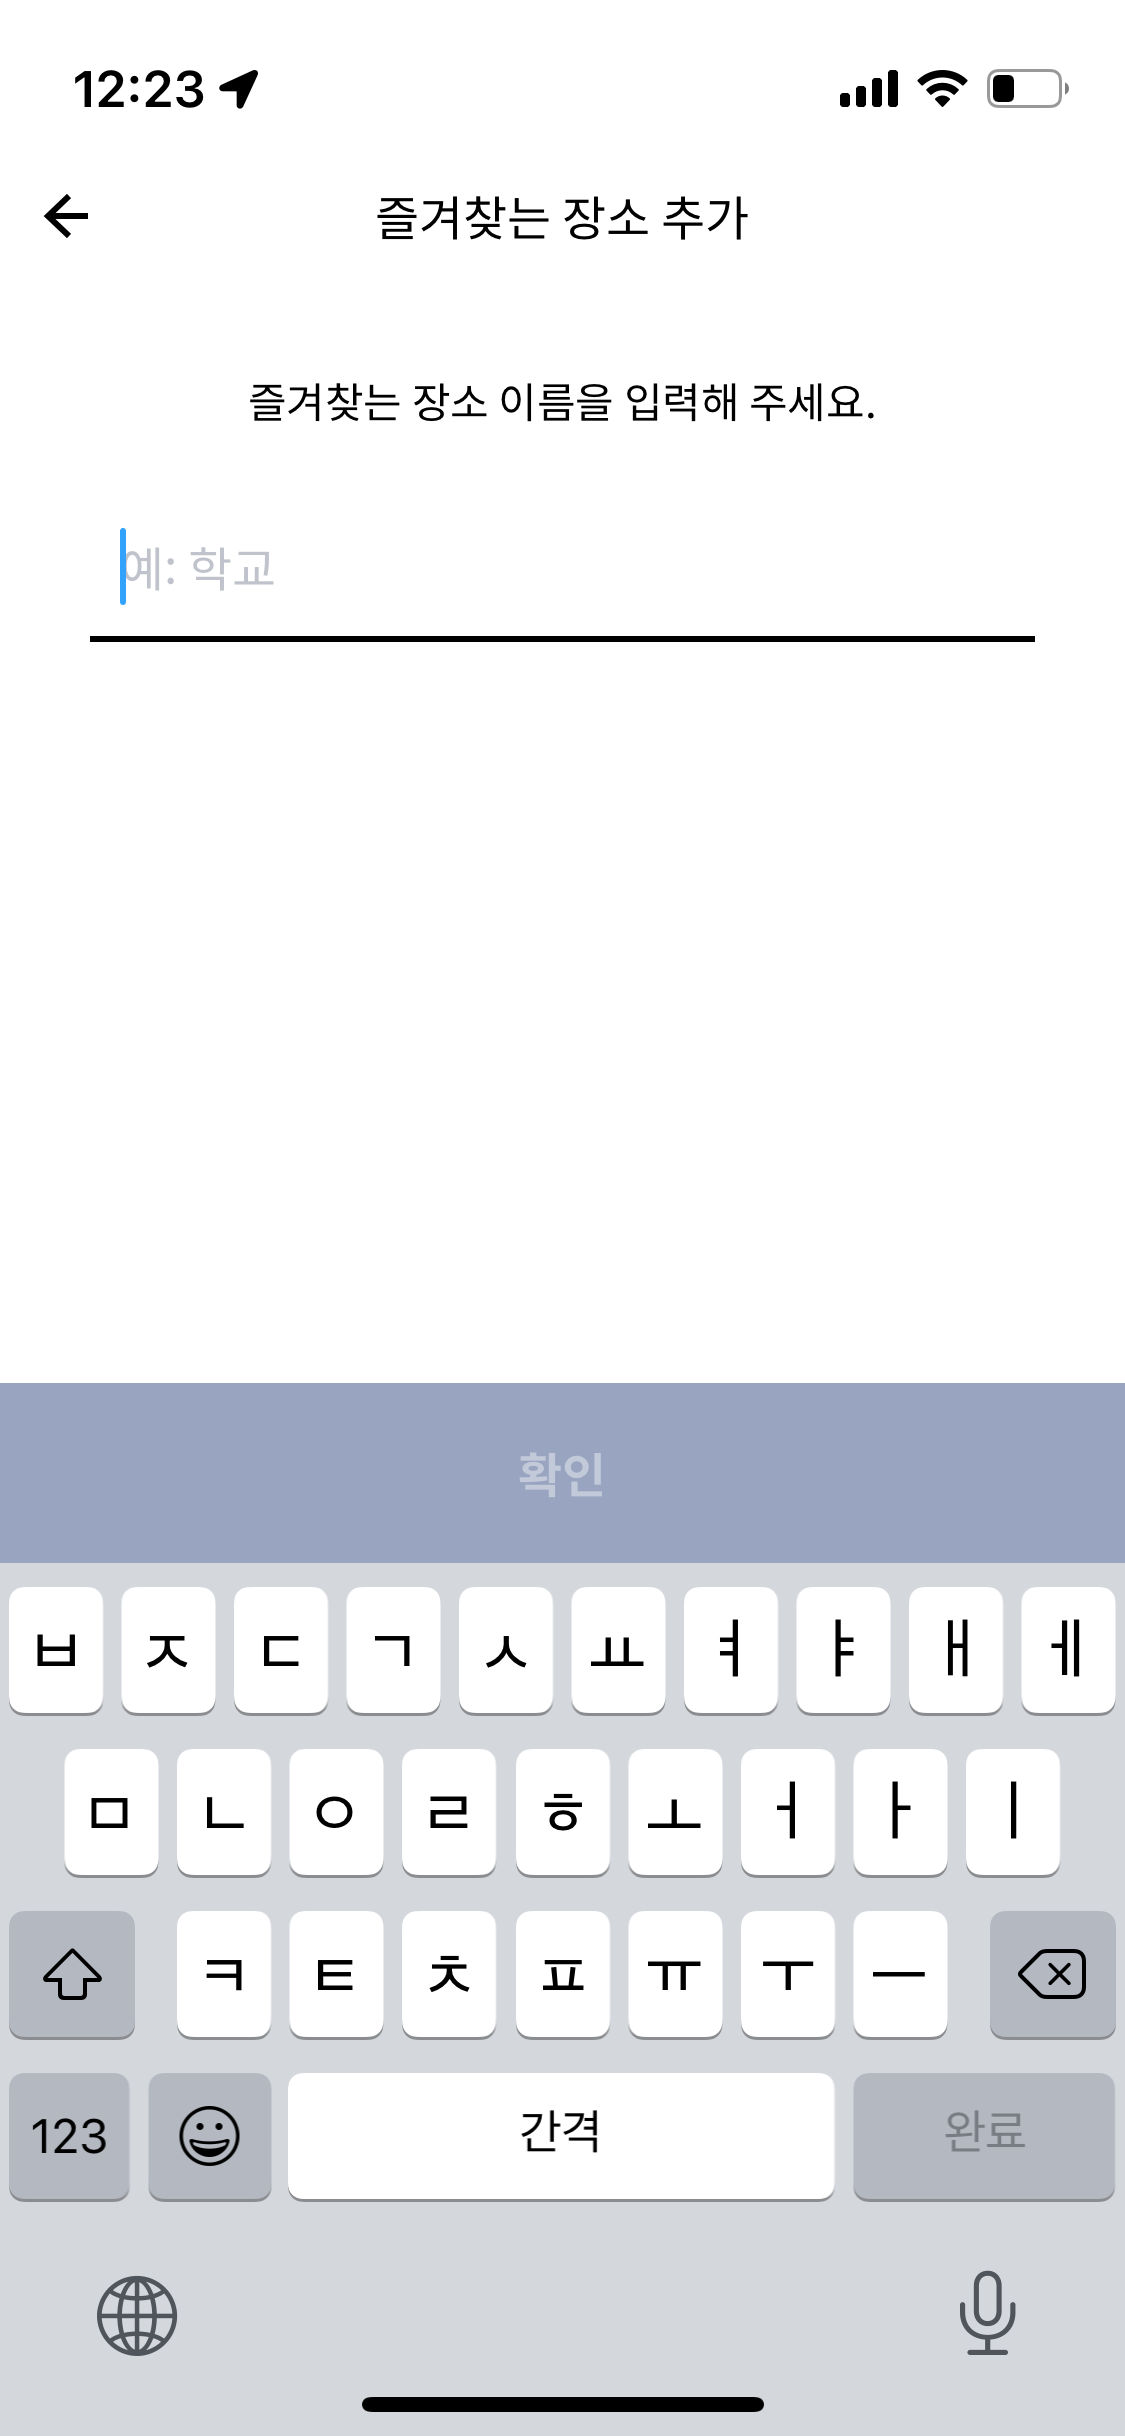 12:23
즐겨찾는 장소 추가
즐겨찾는 장소 이름을 입력해 주세요.
예: 학교
확인
ㅂ ㅈ ㄷ ㄱ ㅅ ㅛ ㅕ ㅑ ㅐ ㅔ
ㅁ ㄴ ㅇ ㄹ ㅎ ㅗ ㅓ ㅏ ㅣ
ㅋ ㅌ ㅊ ㅍ ㅠ ㅜ ㅡ
123 간격 완료